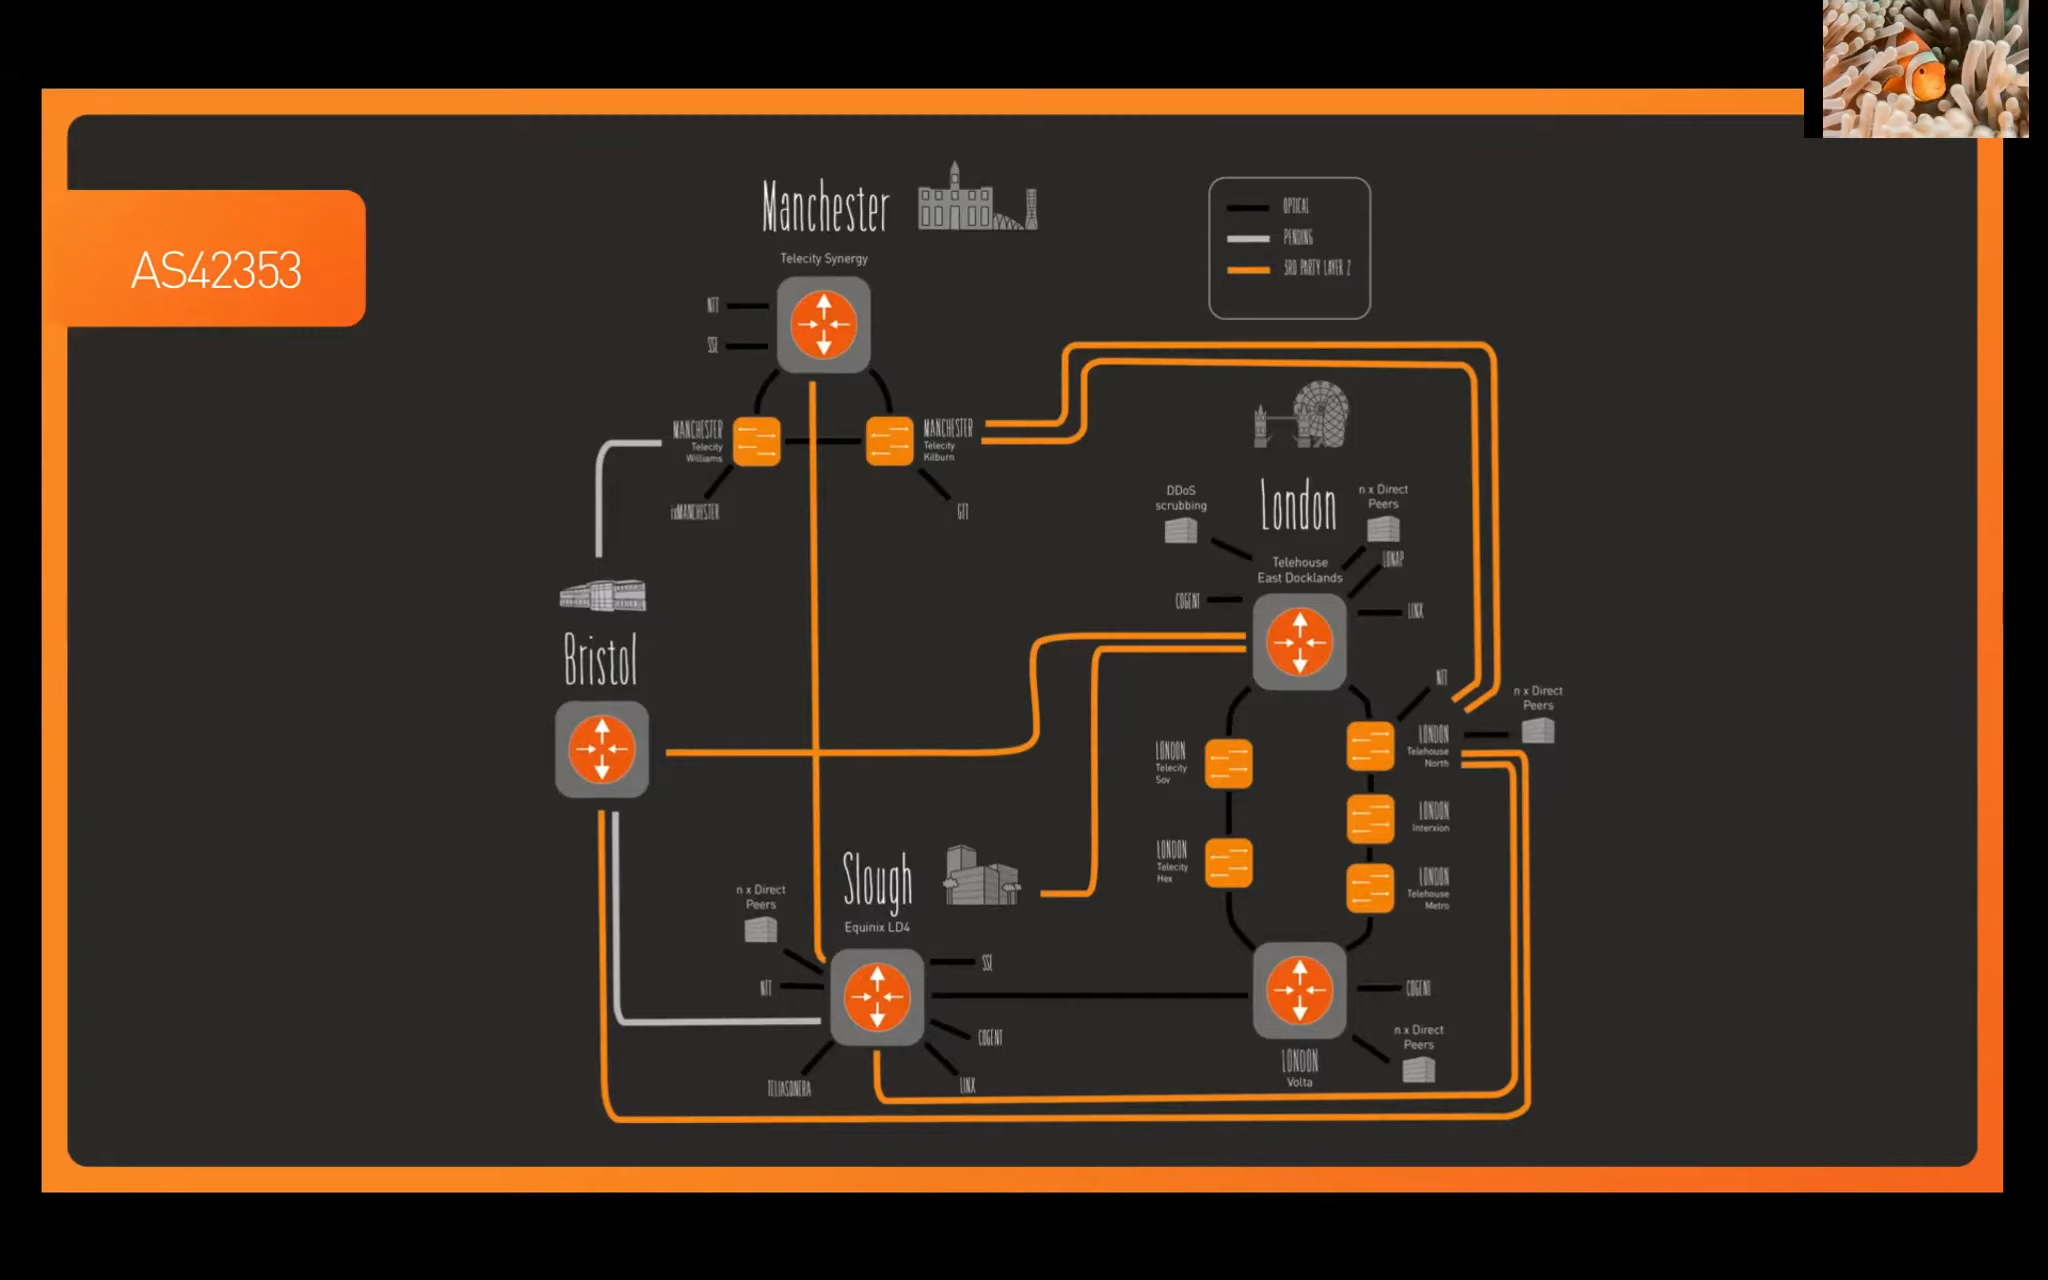 AS42353
Manchester
Telecity Synergy
OPTICAL
PENDING
3RD PARTY LAYER 2
NTT
SSE
MANCHESTER
Telecity
Williams
MANCHESTER
Telecity
Kilburn
ixMANCHESTER
GTT
DDoS
scrubbing
London
n x Direct
Peers
LONAP
Telehouse
East Docklands
COGENT
LINX
Bristol
NTT
n x Direct
Peers
LONDON
Telehouse
North
LONDON
Telecity
Sov
LONDON
Interxion
LONDON
Telecity
Hex
LONDON
Telehouse
Metro
Slough
Equinix LD4
n x Direct
Peers
SSE
NTT
COGENT
LINX
TELIASONERA
COGENT
n x Direct
Peers
LONDON
Volta